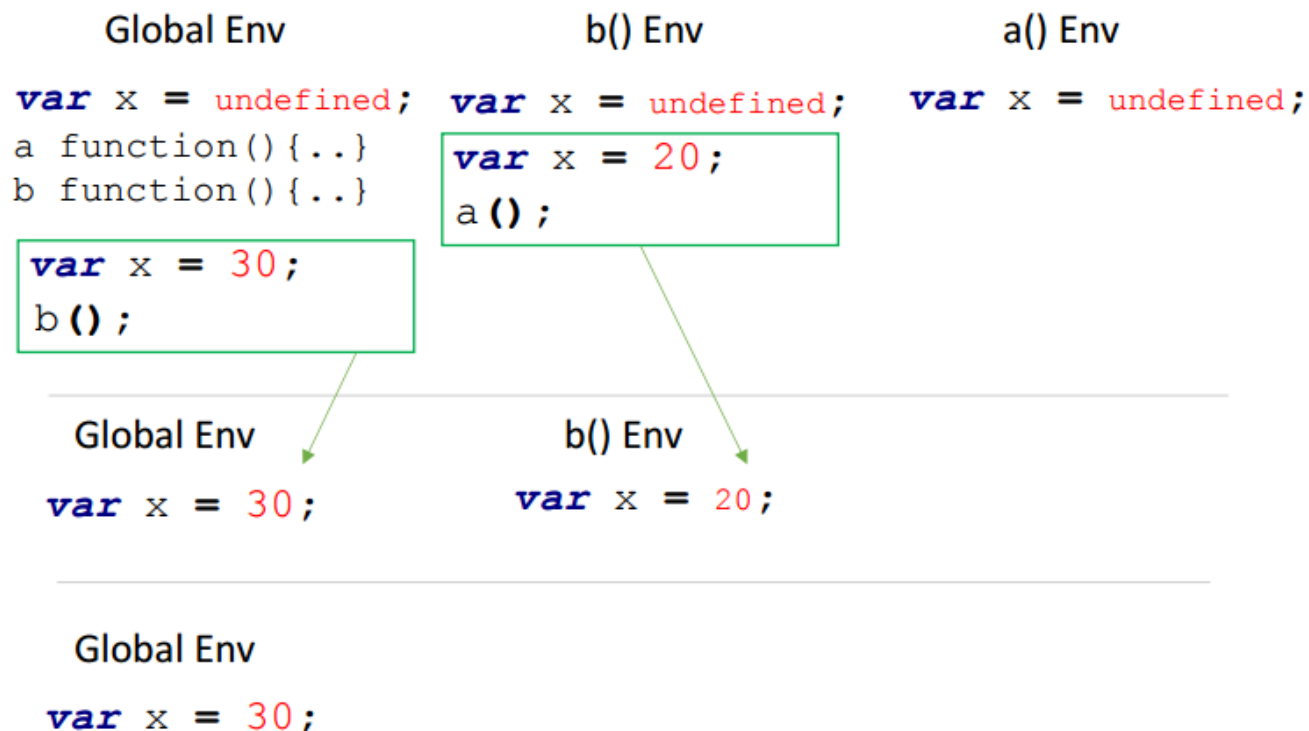 Global Env
b() Env
a() Env
var x = undefined;
var x = undefined;
var x = undefined;
a function(){..}
b function(){..}
var x = 20;
a();
var x = 30;
b();
Global Env
b() Env
var x = 30;
var x = 20;
Global Env
var x = 30;